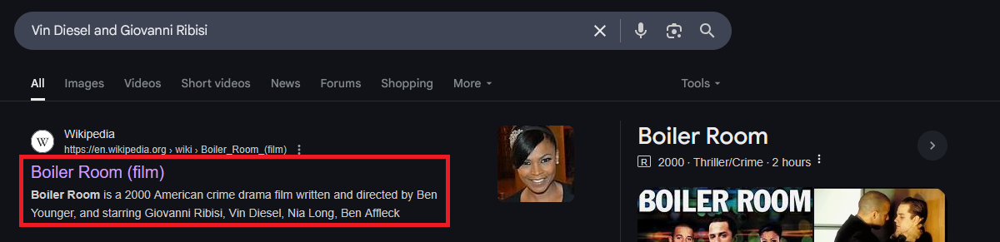 Vin Diesel and Giovanni Ribisi
All Images Videos Short videos News Forums Shopping More Tools
W
Wikipedia
https://en.wikipedia.org › wiki › Boiler_Room_(film)
Boiler Room (film)
Boiler Room is a 2000 American crime drama film written and directed by Ben
Younger, and starring Giovanni Ribisi, Vin Diesel, Nia Long, Ben Affleck
Boiler Room
R 2000 · Thriller/Crime · 2 hours
BOILER ROOM